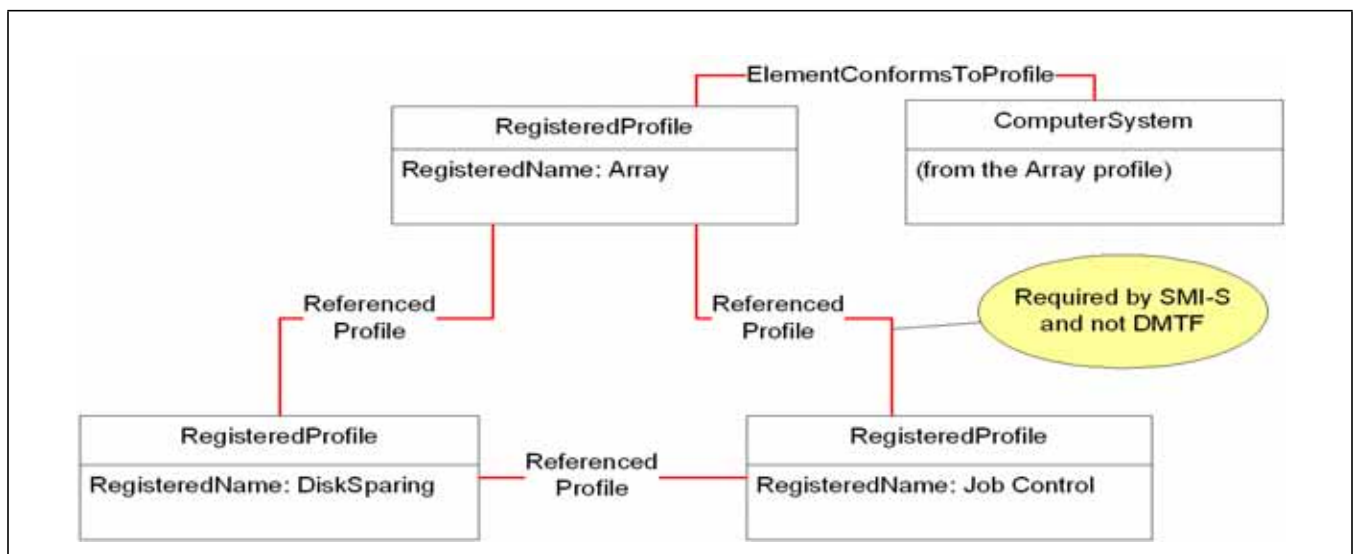 ElementConformsToProfile
RegisteredProfile
RegisteredName: Array
ComputerSystem
(from the Array profile)
Referenced
Profile
Referenced
Profile
Required by SMI-S
and not DMTF
RegisteredProfile
RegisteredName: DiskSparing
Referenced
Profile
RegisteredProfile
RegisteredName: Job Control